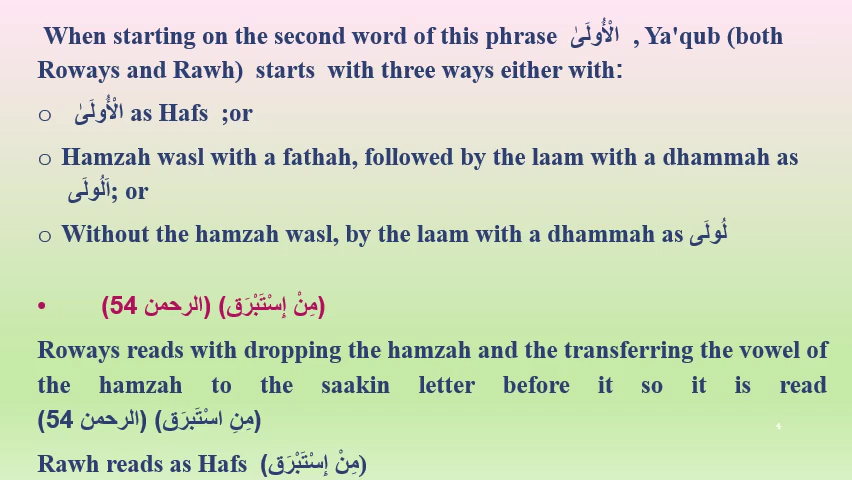 When starting on the second word of this phrase الْأُولَىٰ , Ya'qub (both
Roways and Rawh) starts with three ways either with:
o الْأُولَىٰ as Hafs ;or
o Hamzah wasl with a fathah, followed by the laam with a dhammah as
اَلُولَى; or
o Without the hamzah wasl, by the laam with a dhammah as لُولَى
• (مِنْ إِسْتَبْرَق) (الرحمن 54)
Roways reads with dropping the hamzah and the transferring the vowel of
the hamzah to the saakin letter before it so it is read
(مِنِ اسْتَبرَق) (الرحمن 54)
4
Rawh reads as Hafs (مِنْ إِسْتَبْرَق)